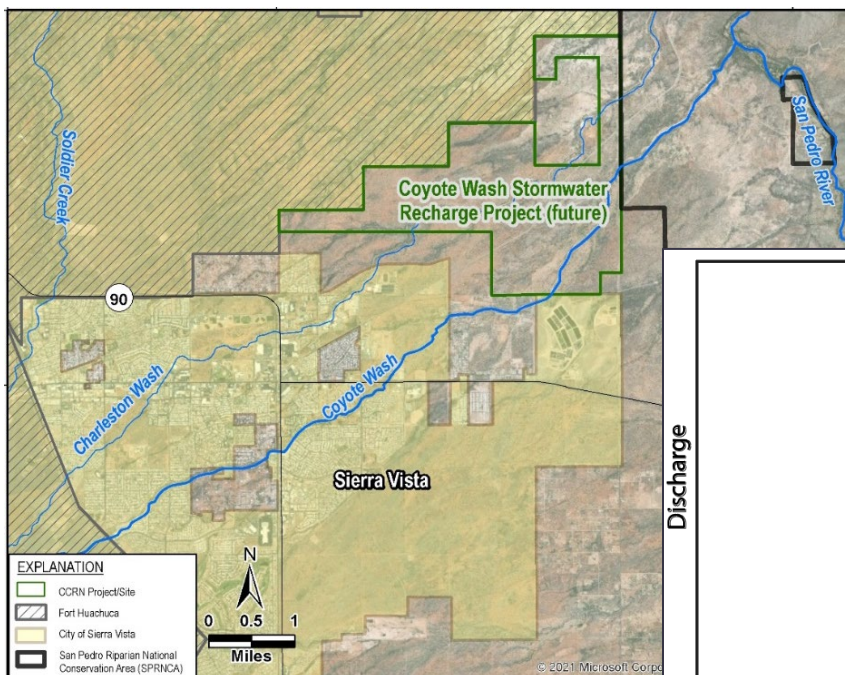 Soldier Creek
San Pedro River
Coyote Wash Stormwater
Recharge Project (future)
90
Charleston Wash
Coyote Wash
Sierra Vista
Discharge
EXPLANATION
CCRN Project/Site
Fort Huachuca
City of Sierra Vista
San Pedro Riparian National
Conservation Area (SPRNCA)
N
0 0.5 1
Miles
© 2021 Microsoft Corpo